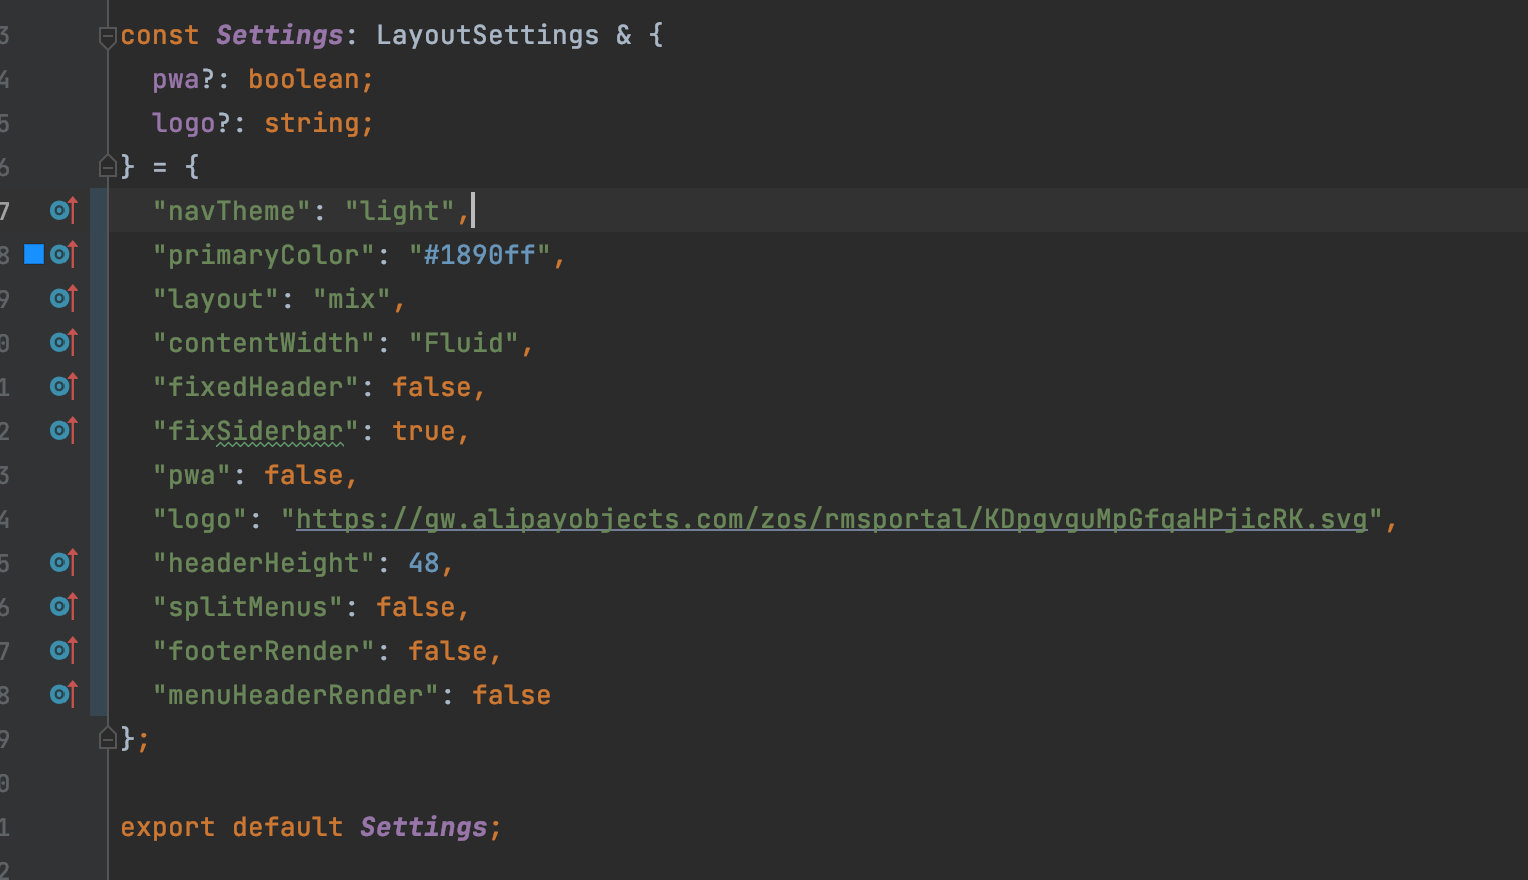 3 const Settings: LayoutSettings & {
4 pwa?: boolean;
5 logo?: string;
6 } = {
7 "navTheme": "light",
8 "primaryColor": "#1890ff",
9 "layout": "mix",
0 "contentWidth": "Fluid",
1 "fixedHeader": false,
2 "fixSiderbar": true,
3 "pwa": false,
4 "logo": "https://gw.alipayobjects.com/zos/rmsportal/KDpgvguMpGfqaHPjicRK.svg",
5 "headerHeight": 48,
6 "splitMenus": false,
7 "footerRender": false,
8 "menuHeaderRender": false
9 };
0
1 export default Settings;
2